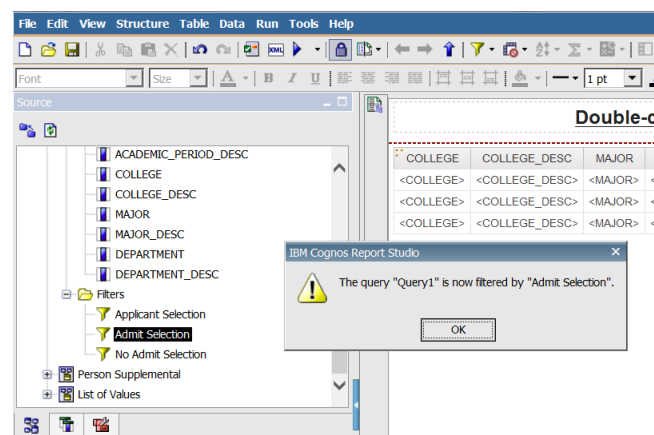 File Edit View Structure Table Data Run Tools Help
Font Size 1 pt
Source
Double-c
ACADEMIC_PERIOD_DESC
COLLEGE
COLLEGE_DESC
MAJOR
MAJOR_DESC
DEPARTMENT
DEPARTMENT_DESC
Filters
Applicant Selection
Admit Selection
No Admit Selection
Person Supplemental
List of Values
COLLEGE COLLEGE_DESC MAJOR
<COLLEGE> <COLLEGE_DESC> <MAJOR> <
<COLLEGE> <COLLEGE_DESC> <MAJOR> <
<COLLEGE> <COLLEGE_DESC> <MAJOR> <
IBM Cognos Report Studio
The query "Query1" is now filtered by "Admit Selection".
OK